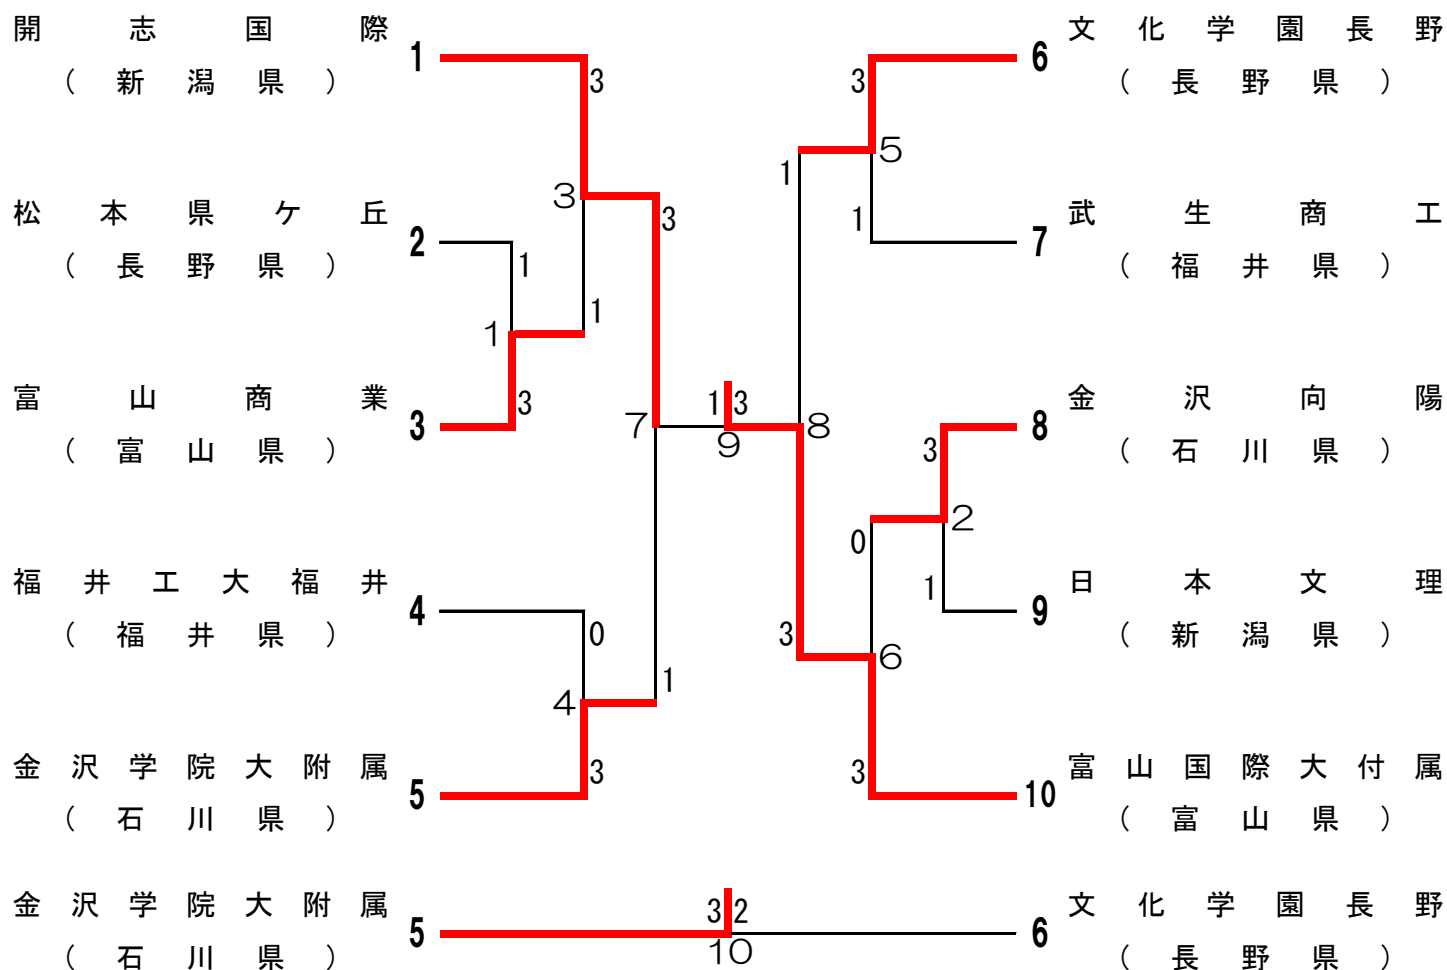 開志国際
(新潟県)
1
松本県ケ丘
(長野県)
2
富山商業
(富山県)
3
福井工大福井
(福井県)
4
金沢学院大附属
(石川県)
5
3
3
3
1
1
1
3
7
0
4
3
1
1 3
9
文化学園長野
(長野県)
6
武生商工
(福井県)
7
金沢向陽
(石川県)
8
日本文理
(新潟県)
9
富山国際大付属
(富山県)
10
3
5
1
1
8
3
2
0
1
3
6
3
金沢学院大附属
(石川県)
5
3 2
10
6
文化学園長野
(長野県)